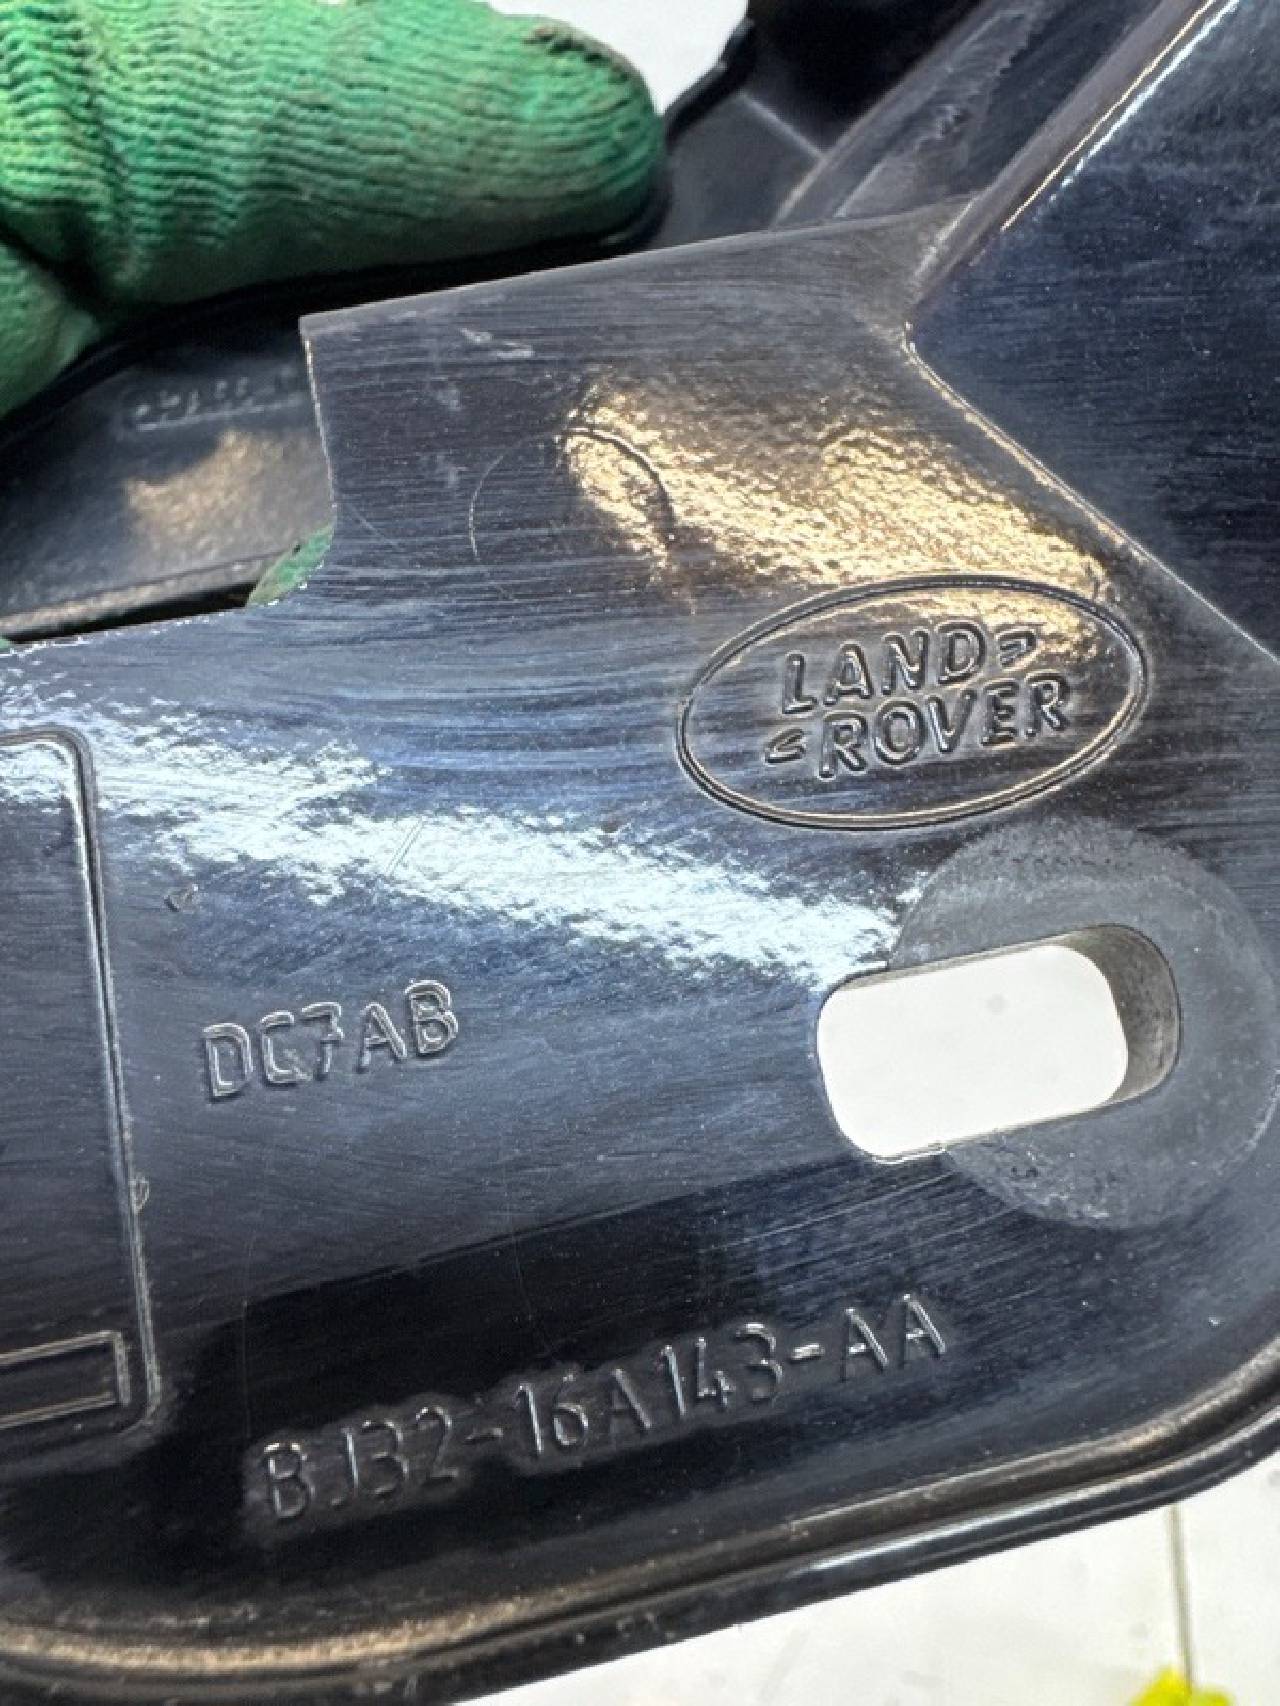 LAND
ROVER
DC7AB
BJ32-16A143-AA